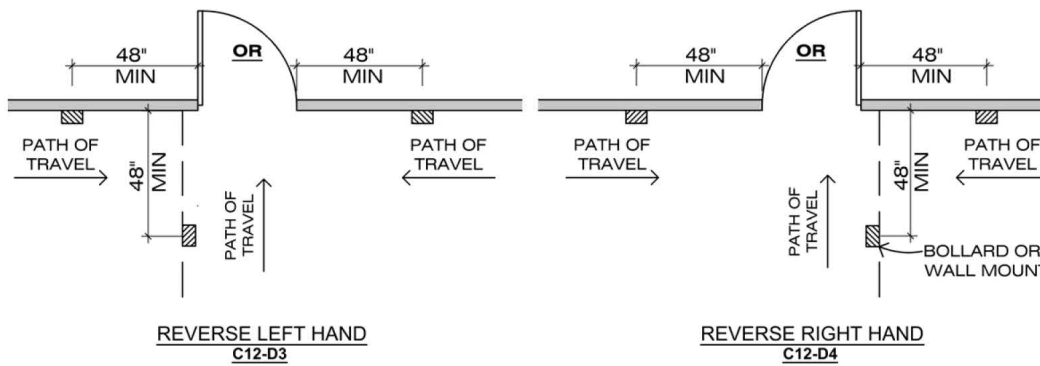 48"
MIN
OR
48"
MIN
PATH OF
TRAVEL
48"
MIN
PATH OF
TRAVEL
PATH OF
TRAVEL
REVERSE LEFT HAND
C12-D3
48"
MIN
OR
48"
MIN
PATH OF
TRAVEL
PATH OF
TRAVEL
48"
MIN
PATH OF
TRAVEL
BOLLARD OR
WALL MOUNT
REVERSE RIGHT HAND
C12-D4